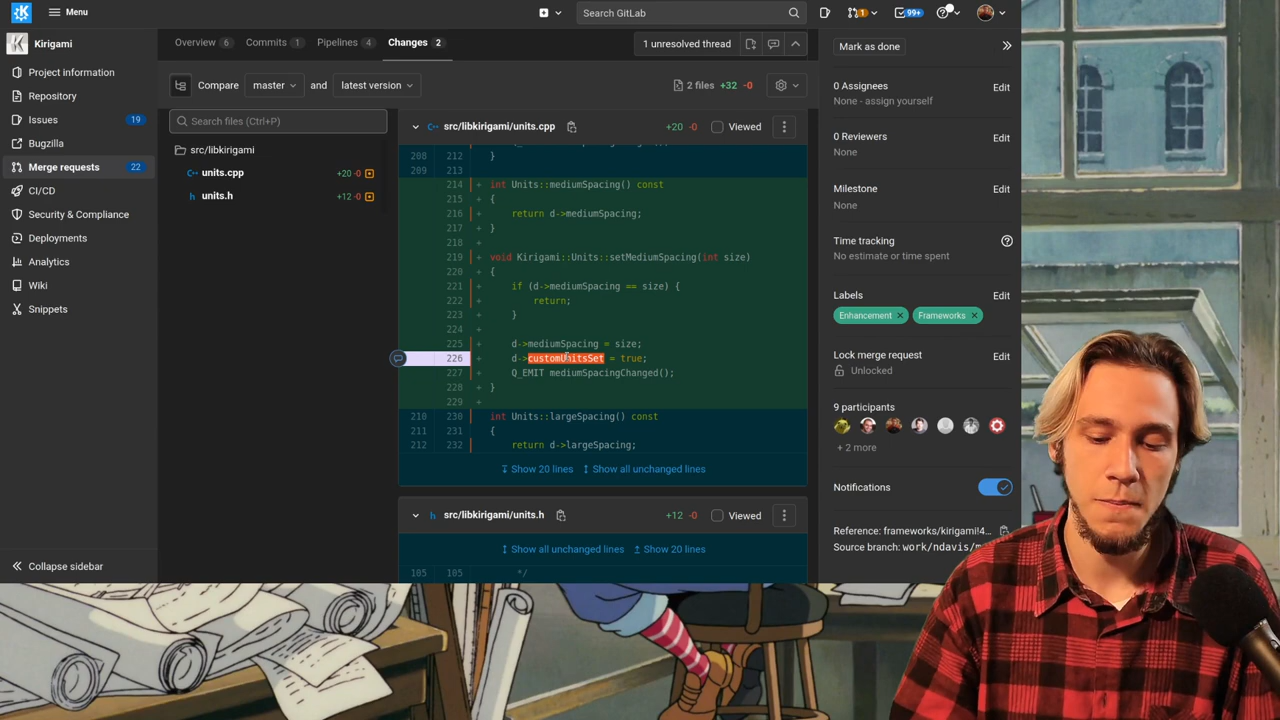 Menu
Search GitLab
1
99+
Kirigami
Project information
Repository
Issues 19
Bugzilla
Merge requests 22
CI/CD
Security & Compliance
Deployments
Analytics
Wiki
Snippets
Collapse sidebar
Overview 6
Commits 1
Pipelines 4
Changes 2
1 unresolved thread
Compare master and latest version
2 files +32 -0
Search files (Ctrl+P)
src/libkirigami
units.cpp +20 -0
units.h +12 -0
src/libkirigami/units.cpp +20 -0 Viewed
208 212 }
209 213
214 + int Units::mediumSpacing() const
215 + {
216 + return d->mediumSpacing;
217 + }
218 +
219 + void Kirigami::Units::setMediumSpacing(int size)
220 + {
221 + if (d->mediumSpacing == size) {
222 + return;
223 + }
224 +
225 + d->mediumSpacing = size;
226 + d->customUnitsSet = true;
227 + Q_EMIT mediumSpacingChanged();
228 + }
229 +
210 230 int Units::largeSpacing() const
211 231 {
212 232 return d->largeSpacing;
Show 20 lines Show all unchanged lines
src/libkirigami/units.h +12 -0 Viewed
Show all unchanged lines Show 20 lines
105 105 */
Mark as done
0 Assignees Edit
None - assign yourself
0 Reviewers Edit
None
Milestone Edit
None
Time tracking
No estimate or time spent
Labels Edit
Enhancement Frameworks
Lock merge request Edit
Unlocked
9 participants
+ 2 more
Notifications
Reference: frameworks/kirigami!4…
Source branch: work/ndavis/